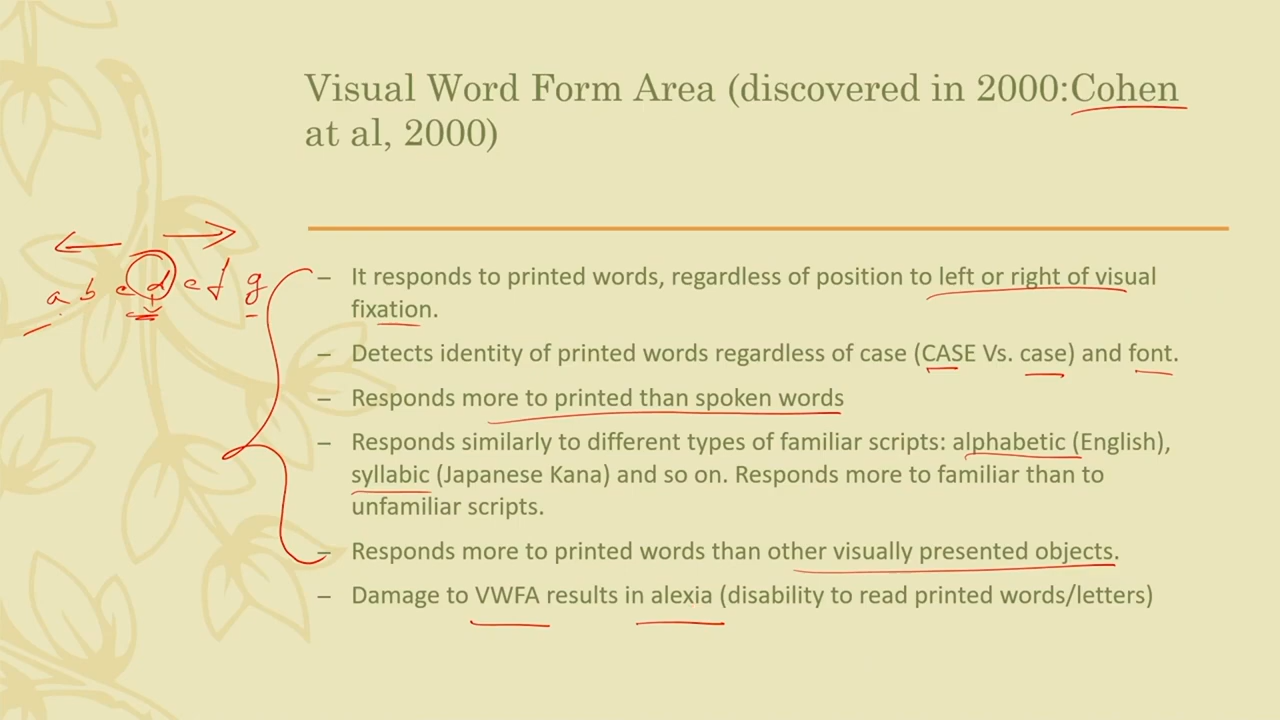 Visual Word Form Area (discovered in 2000:Cohen
at al, 2000)
a b c d e f g
– It responds to printed words, regardless of position to left or right of visual
fixation.
– Detects identity of printed words regardless of case (CASE Vs. case) and font.
– Responds more to printed than spoken words
– Responds similarly to different types of familiar scripts: alphabetic (English),
syllabic (Japanese Kana) and so on. Responds more to familiar than to
unfamiliar scripts.
– Responds more to printed words than other visually presented objects.
– Damage to VWFA results in alexia (disability to read printed words/letters)